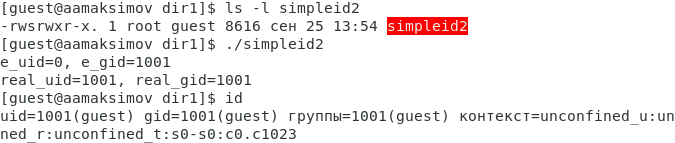 [guest@aamaksimov dir1]$ ls -l simpleid2
-rwsrwxr-x. 1 root guest 8616 сен 25 13:54 simpleid2
[guest@aamaksimov dir1]$ ./simpleid2
e_uid=0, e_gid=1001
real_uid=1001, real_gid=1001
[guest@aamaksimov dir1]$ id
uid=1001(guest) gid=1001(guest) группы=1001(guest) контекст=unconfined_u:un
ned_r:unconfined_t:s0-s0:c0.c1023